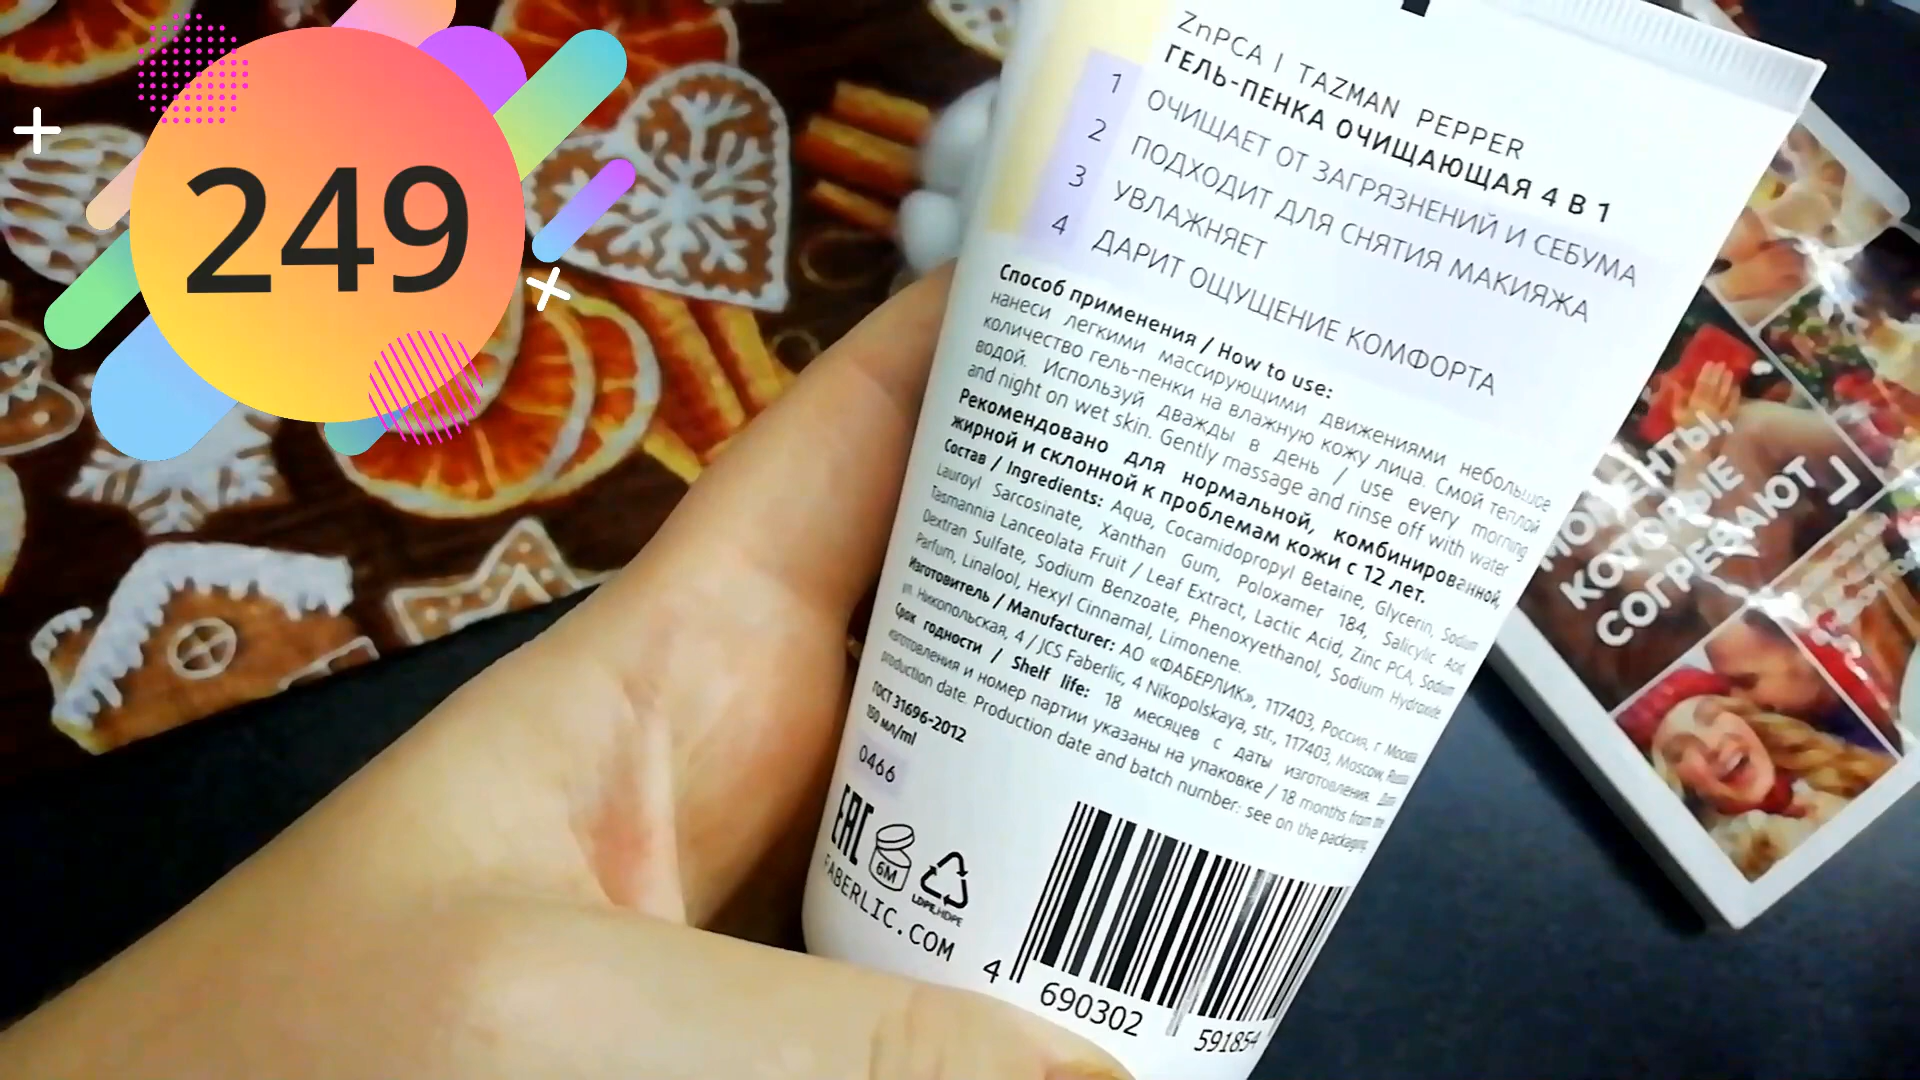 249
ZnPCA | TAZMAN PEPPER
ГЕЛЬ-ПЕНКА ОЧИЩАЮЩАЯ 4 В 1
1 ОЧИЩАЕТ ОТ ЗАГРЯЗНЕНИЙ И СЕБУМА
2 ПОДХОДИТ ДЛЯ СНЯТИЯ МАКИЯЖА
3 УВЛАЖНЯЕТ
4 ДАРИТ ОЩУЩЕНИЕ КОМФОРТА
Способ применения / How to use:
нанеси легкими массирующими движениями небольшое
количество гель-пенки на влажную кожу лица. Смой теплой
водой. Используй дважды в день / use every morning
and night on wet skin. Gently massage and rinse off with water
Рекомендовано для нормальной, комбинированной,
жирной и склонной к проблемам кожи с 12 лет.
Состав / Ingredients: Aqua, Cocamidopropyl Betaine, Glycerin, Sodium
Lauroyl Sarcosinate, Xanthan Gum, Poloxamer 184, Salicylic Acid,
Tasmannia Lanceolata Fruit / Leaf Extract, Lactic Acid, Zinc PCA, Sodium
Dextran Sulfate, Sodium Benzoate, Phenoxyethanol, Sodium Hydroxide
Parfum, Linalool, Hexyl Cinnamal, Limonene.
Изготовитель / Manufacturer: АО «ФАБЕРЛИК», 117403, Россия, г Москва
ул. Никопольская, 4 / JCS Faberlic, 4 Nikopolskaya, str., 117403, Moscow, Russia
Срок годности / Shelf life: 18 месяцев с даты изготовления. Дата
изготовления и номер партии указаны на упаковке / 18 months from the
production date. Production date and batch number: see on the packaging
ГОСТ 31696-2012
150 мл/ml
0466
EAC
6M
LDPE,HDPE
FABERLIC.COM
4 690302 591854
МОМЕНТЫ,
КОТОРЫЕ
СОГРЕВАЮТ